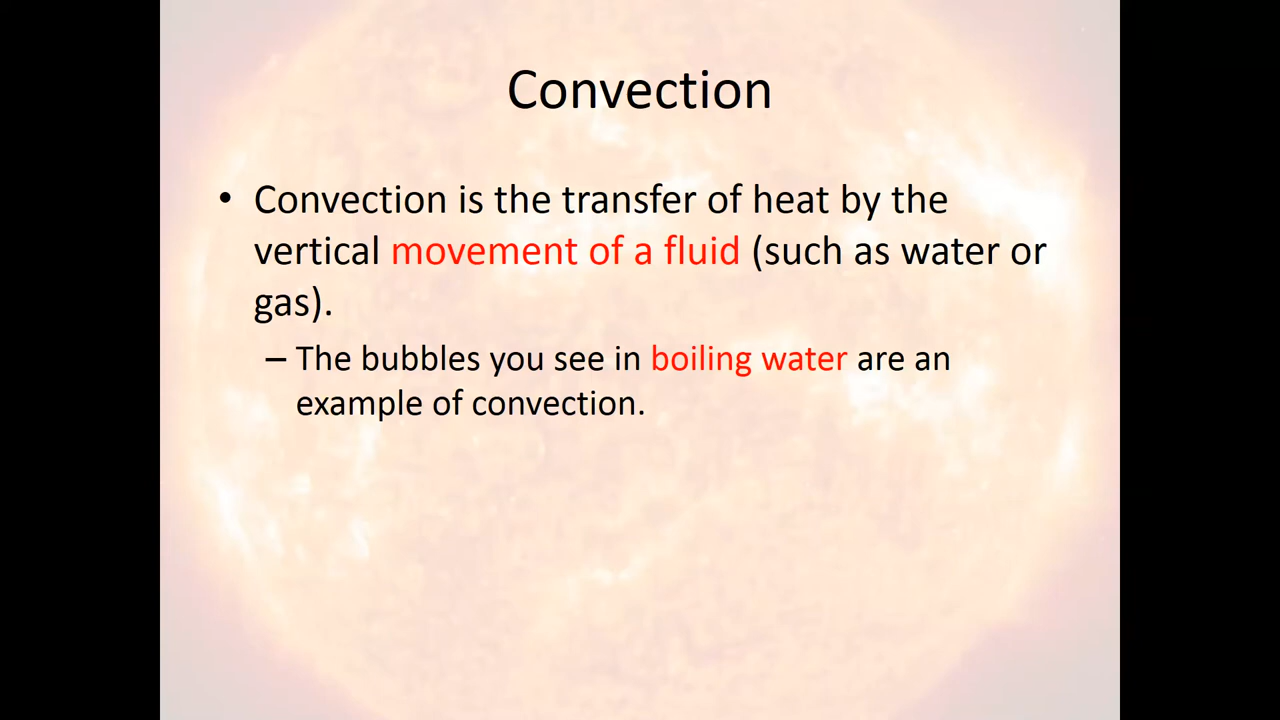 Convection
• Convection is the transfer of heat by the
vertical movement of a fluid (such as water or
gas).
– The bubbles you see in boiling water are an
example of convection.